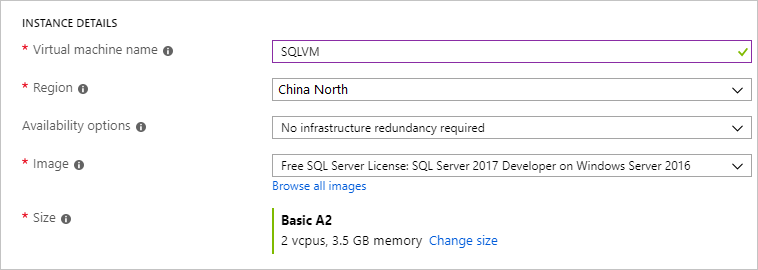 INSTANCE DETAILS
* Virtual machine name
SQLVM
* Region
China North
Availability options
No infrastructure redundancy required
* Image
Free SQL Server License: SQL Server 2017 Developer on Windows Server 2016
Browse all images
* Size
Basic A2
2 vcpus, 3.5 GB memory Change size